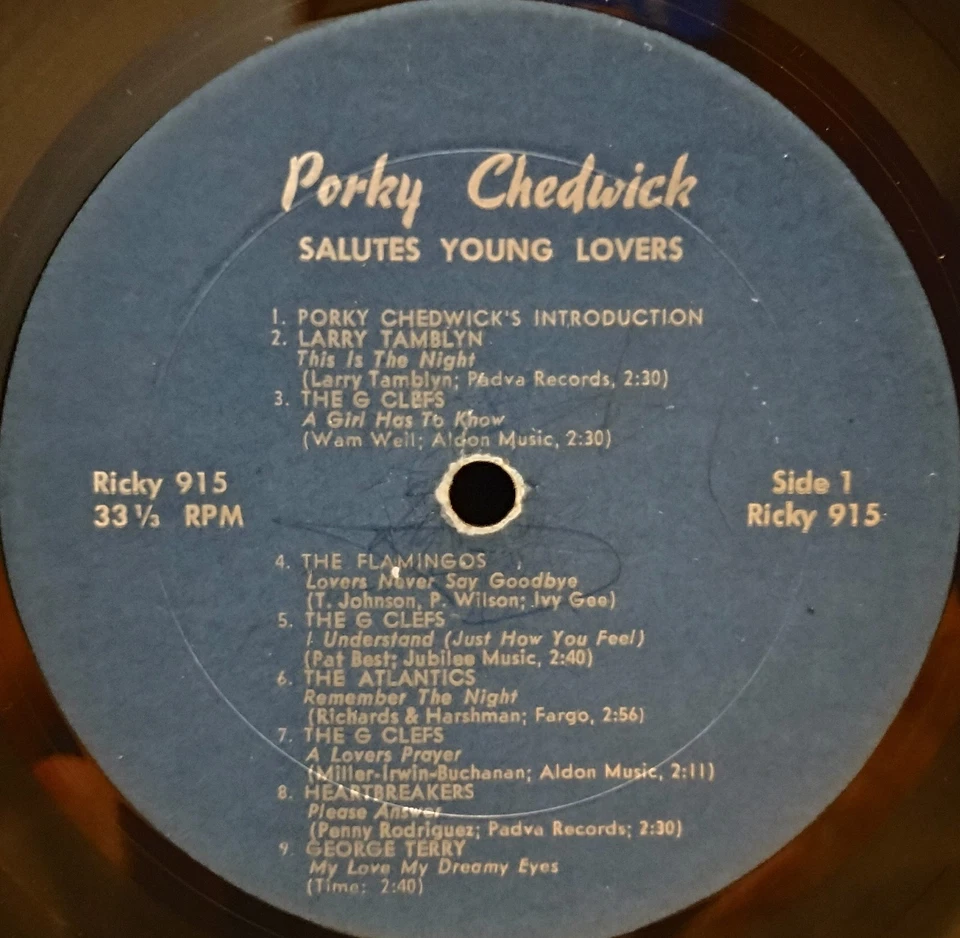 Porky Chedwick
SALUTES YOUNG LOVERS
1. PORKY CHEDWICK'S INTRODUCTION
2. LARRY TAMBLYN
This Is The Night
(Larry Tamblyn; Padva Records, 2:30)
3. THE G CLEFS
A Girl Has To Know
(Wam Weil; Aldon Music, 2:30)
Ricky 915
33⅓ RPM
Side 1
Ricky 915
4. THE FLAMINGOS
Lovers Never Say Goodbye
(T. Johnson, P. Wilson; Ivy Gee)
5. THE G CLEFS
I Understand (Just How You Feel)
(Pat Best; Jubilee Music, 2:40)
6. THE ATLANTICS
Remember The Night
(Richards & Harshman; Fargo, 2:56)
7. THE G CLEFS
A Lovers Prayer
(Miller-Irwin-Buchanan; Aldon Music, 2:11)
8. HEARTBREAKERS
Please Answer
(Penny Rodriguez; Padva Records; 2:30)
9. GEORGE TERRY
My Love My Dreamy Eyes
(Time: 2:40)